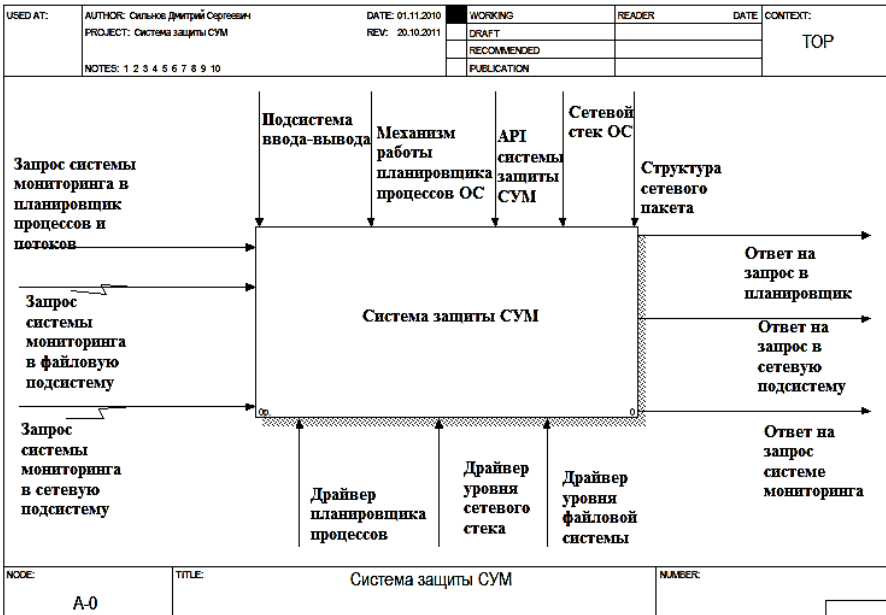 USED AT:
AUTHOR: Сильнов Дмитрий Сергеевич
DATE: 01.11.2010
WORKING
READER
DATE
CONTEXT:
PROJECT: Система защиты СУМ
REV: 20.10.2011
DRAFT
TOP
RECOMMENDED
NOTES: 1 2 3 4 5 6 7 8 9 10
PUBLICATION
Подсистема
ввода-вывода
Механизм
работы
планировщика
процессов ОС
API
системы
защиты
СУМ
Сетевой
стек ОС
Структура
сетевого
пакета
Запрос системы
мониторинга в
планировщик
процессов и
потоков
Запрос
системы
мониторинга
в файловую
подсистему
Запрос
системы
мониторинга
в сетевую
подсистему
Система защиты СУМ
0р.
0
Ответ на
запрос в
планировщик
Ответ на
запрос в
сетевую
подсистему
Ответ на
запрос
системе
мониторинга
Драйвер
планировщика
процессов
Драйвер
уровня
сетевого
стека
Драйвер
уровня
файловой
системы
NODE:
TITLE:
NUMBER:
A-0
Система защиты СУМ